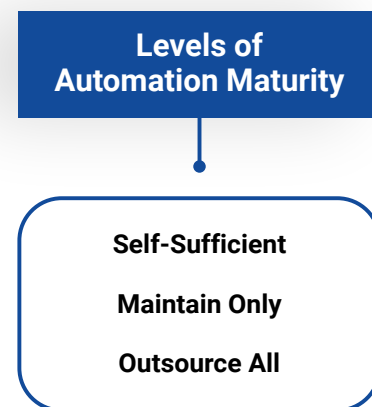 Levels of
Automation Maturity
Self-Sufficient
Maintain Only
Outsource All